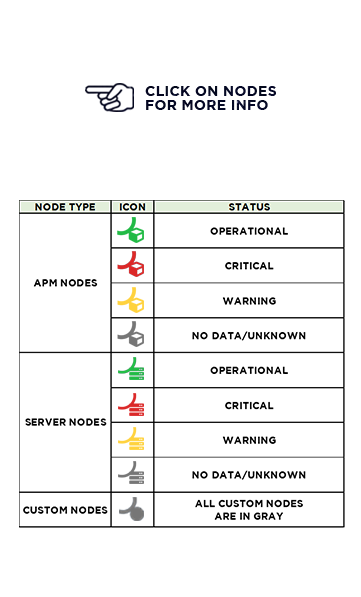 CLICK ON NODES
FOR MORE INFO
NODE TYPE ICON STATUS
APM NODES
OPERATIONAL
CRITICAL
WARNING
NO DATA/UNKNOWN
SERVER NODES
OPERATIONAL
CRITICAL
WARNING
NO DATA/UNKNOWN
CUSTOM NODES
ALL CUSTOM NODES
ARE IN GRAY